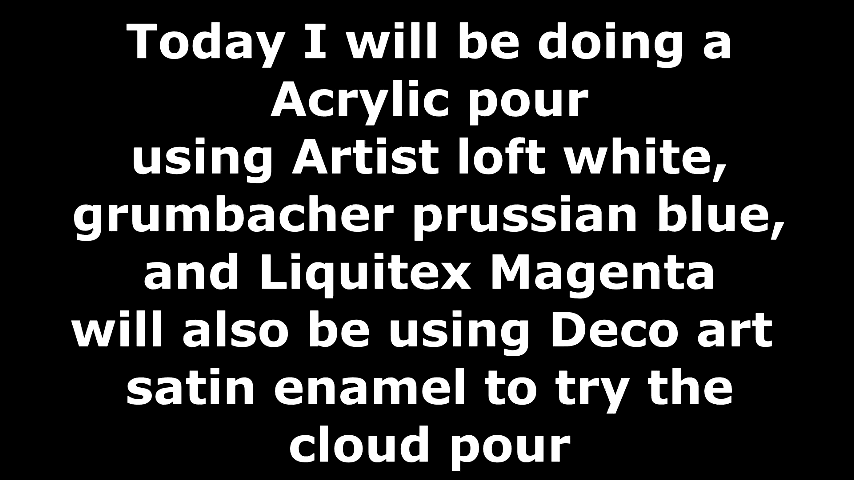 Today I will be doing a
Acrylic pour
using Artist loft white,
grumbacher prussian blue,
and Liquitex Magenta
will also be using Deco art
satin enamel to try the
cloud pour